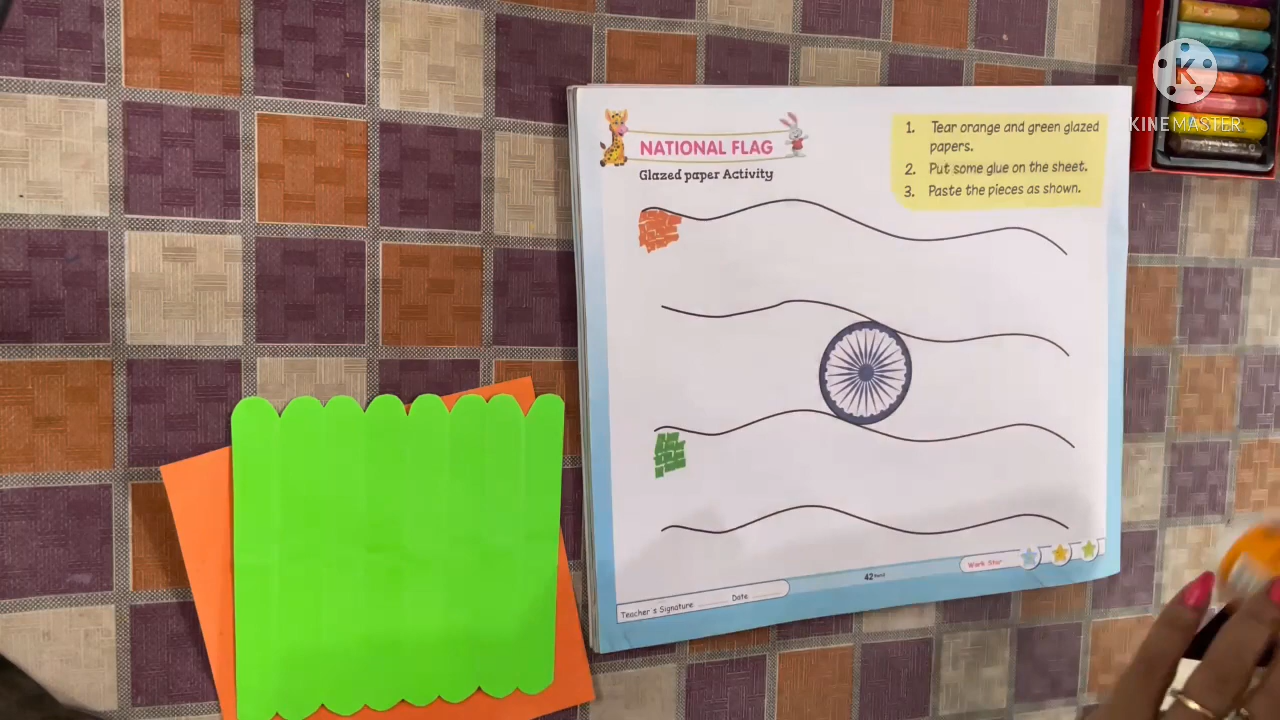 K
KINEMASTER
NATIONAL FLAG
Glazed paper Activity
1. Tear orange and green glazed
papers.
2. Put some glue on the sheet.
3. Paste the pieces as shown.
Work Star
42
Teacher's Signature Date